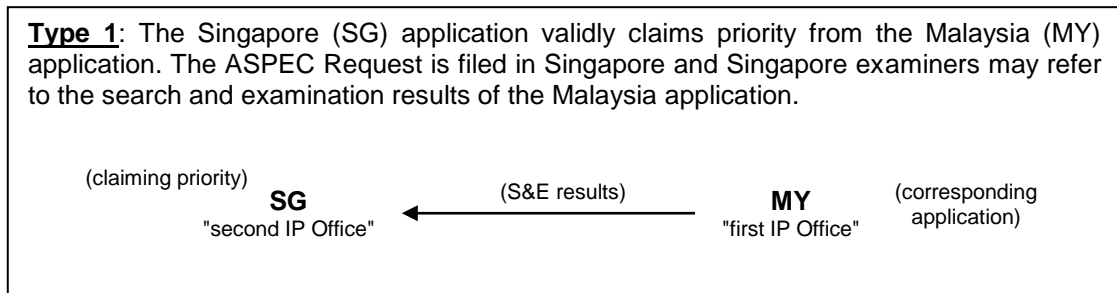 Type 1: The Singapore (SG) application validly claims priority from the Malaysia (MY)
application. The ASPEC Request is filed in Singapore and Singapore examiners may refer
to the search and examination results of the Malaysia application.
(claiming priority) SG (S&E results) MY (corresponding
"second IP Office" "first IP Office" application)